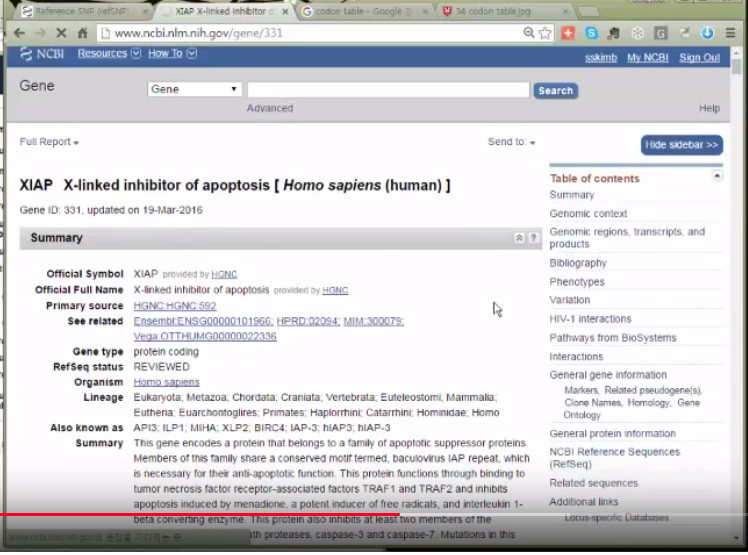 Reference SNP (refSNP)
XIAP X-linked inhibitor o
codon table - Google
14 codon table.jpg
www.ncbi.nlm.nih.gov/gene/331
NCBI Resources How To
sskimb My NCBI Sign Out
Gene
Gene
Search
Advanced
Help
Full Report
Send to:
Hide sidebar >>
XIAP X-linked inhibitor of apoptosis [ Homo sapiens (human) ]
Gene ID: 331, updated on 19-Mar-2016
Summary
Official Symbol XIAP provided by HGNC
Official Full Name X-linked inhibitor of apoptosis provided by HGNC
Primary source HGNC:HGNC:592
See related Ensembl:ENSG00000101966; HPRD:02094; MIM:300079;
Vega:OTTHUMG00000022336
Gene type protein coding
RefSeq status REVIEWED
Organism Homo sapiens
Lineage Eukaryota; Metazoa; Chordata; Craniata; Vertebrata; Euteleostomi; Mammalia;
Eutheria; Euarchontoglires; Primates; Haplorrhini; Catarrhini; Hominidae; Homo
Also known as API3; ILP1; MIHA; XLP2; BIRC4; IAP-3; hIAP3; hIAP-3
Summary This gene encodes a protein that belongs to a family of apoptotic suppressor proteins.
Members of this family share a conserved motif termed, baculovirus IAP repeat, which
is necessary for their anti-apoptotic function. This protein functions through binding to
tumor necrosis factor receptor-associated factors TRAF1 and TRAF2 and inhibits
apoptosis induced by menadione, a potent inducer of free radicals, and interleukin 1-
beta converting enzyme. This protein also inhibits at least two members of the
th proteases, caspase-3 and caspase-7. Mutations in this
Table of contents
Summary
Genomic context
Genomic regions, transcripts, and
products
Bibliography
Phenotypes
Variation
HIV-1 interactions
Pathways from BioSystems
Interactions
General gene information
Markers, Related pseudogene(s),
Clone Names, Homology, Gene
Ontology
General protein information
NCBI Reference Sequences
(RefSeq)
Related sequences
Additional links
Locus-specific Databases